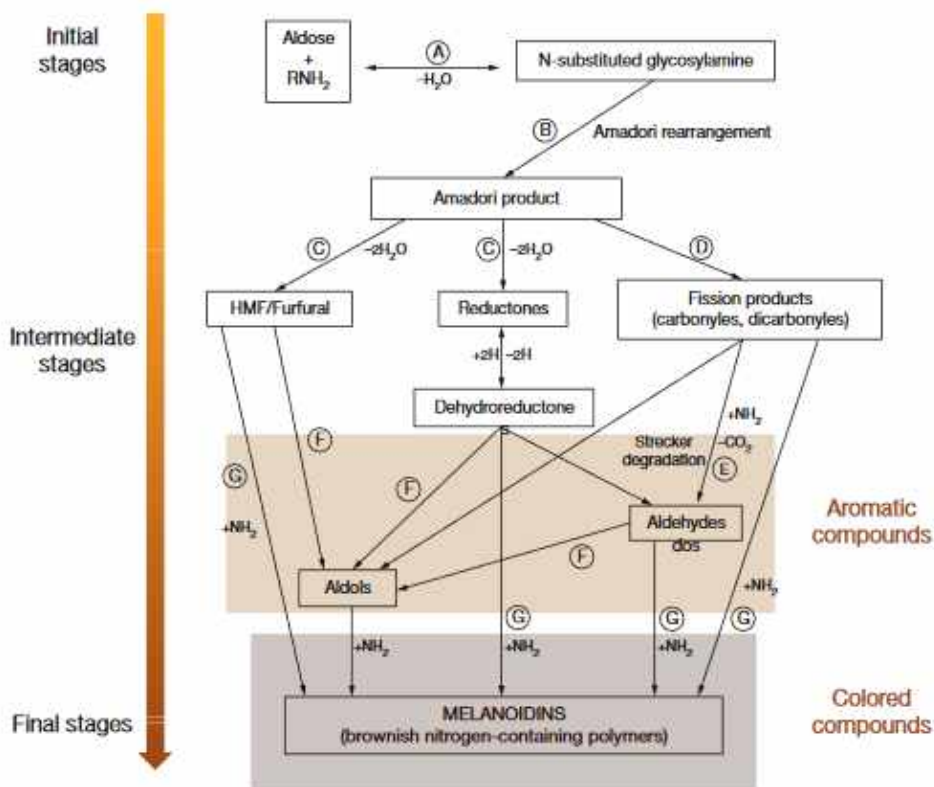 Initial
stages
Aldose
+
RNH₂
A
–H₂O
N-substituted glycosylamine
B
Amadori rearrangement
Amadori product
C
–2H₂O
C
–2H₂O
D
HMF/Furfural
Reductones
Fission products
(carbonyles, dicarbonyles)
Intermediate
stages
+2H
–2H
Dehydroreductone
s
+NH₂
Strecker
degradation
–CO₂
E
F
G
F
+NH₂
Aldehydes
dos
Aromatic
compounds
F
Aldols
+NH₂
G
G
G
+NH₂
+NH₂
+NH₂
Final stages
MELANOIDINS
(brownish nitrogen-containing polymers)
Colored
compounds